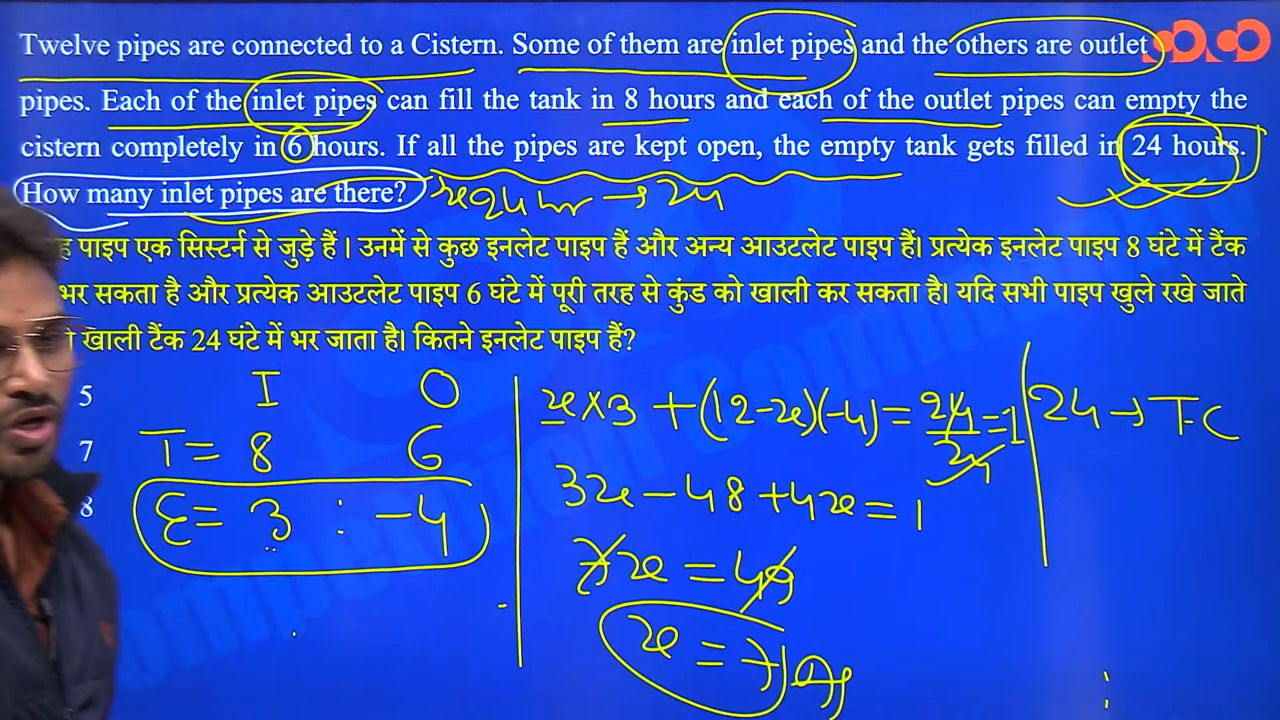 Twelve pipes are connected to a Cistern. Some of them are inlet pipes and the others are outlet
pipes. Each of the inlet pipes can fill the tank in 8 hours and each of the outlet pipes can empty the
cistern completely in 6 hours. If all the pipes are kept open, the empty tank gets filled in 24 hours.
How many inlet pipes are there?
24 hr → 24
पाइप एक सिस्टर्न से जुड़े हैं। उनमें से कुछ इनलेट पाइप हैं और अन्य आउटलेट पाइप हैं। प्रत्येक इनलेट पाइप 8 घंटे में टैंक
भर सकता है और प्रत्येक आउटलेट पाइप 6 घंटे में पूरी तरह से कुंड को खाली कर सकता है। यदि सभी पाइप खुले रखे जाते
खाली टैंक 24 घंटे में भर जाता है। कितने इनलेट पाइप हैं?
5
7
8
I O
T = 8 6
E = 3 : -4
x × 3 + (12-x)(-4) = 24/24 = 1
3x - 48 + 4x = 1
7x = 49
x = 7
24 → TC